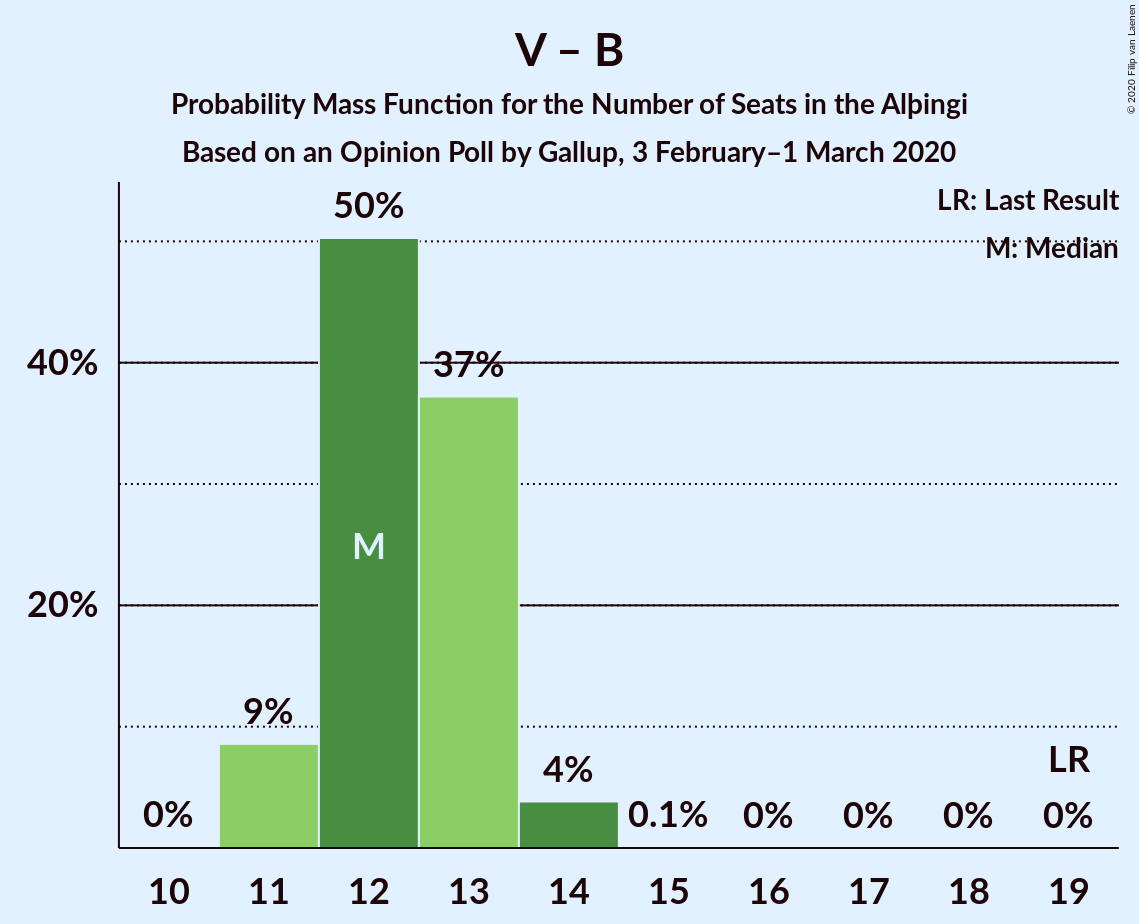 V – B
Probability Mass Function for the Number of Seats in the Alþingi
Based on an Opinion Poll by Gallup, 3 February–1 March 2020
© 2020 Filip van Laenen
LR: Last Result
M: Median
50%
40%
37%
M
20%
9%
4%
LR
0%
0.1%
0%
0%
0%
0%
10
11
12
13
14
15
16
17
18
19